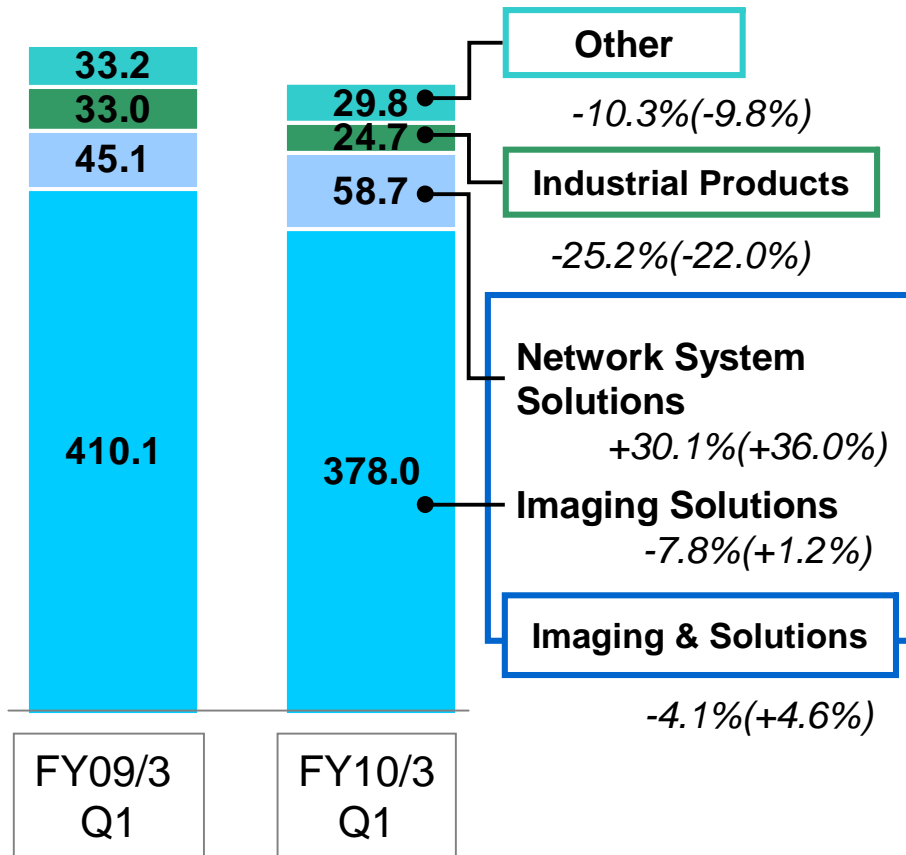 33.2
33.0
45.1
410.1
FY09/3
Q1
29.8
24.7
58.7
378.0
FY10/3
Q1
Other
-10.3%(-9.8%)
Industrial Products
-25.2%(-22.0%)
Network System
Solutions
+30.1%(+36.0%)
Imaging Solutions
-7.8%(+1.2%)
Imaging & Solutions
-4.1%(+4.6%)